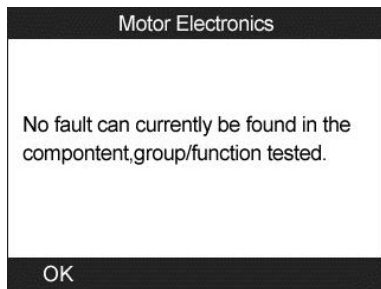 Motor Electronics
No fault can currently be found in the
compontent,group/function tested.
OK